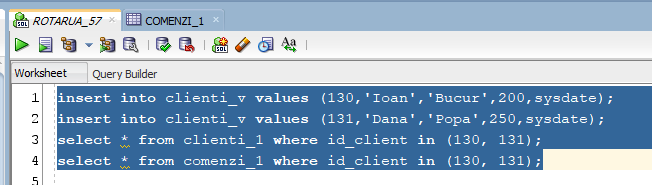 ROTARUA_57 COMENZI_1
SQL
Aa
Worksheet Query Builder
1 insert into clienti_v values (130,'Ioan','Bucur',200,sysdate);
2 insert into clienti_v values (131,'Dana','Popa',250,sysdate);
3 select * from clienti_1 where id_client in (130, 131);
4 select * from comenzi_1 where id_client in (130, 131);
5